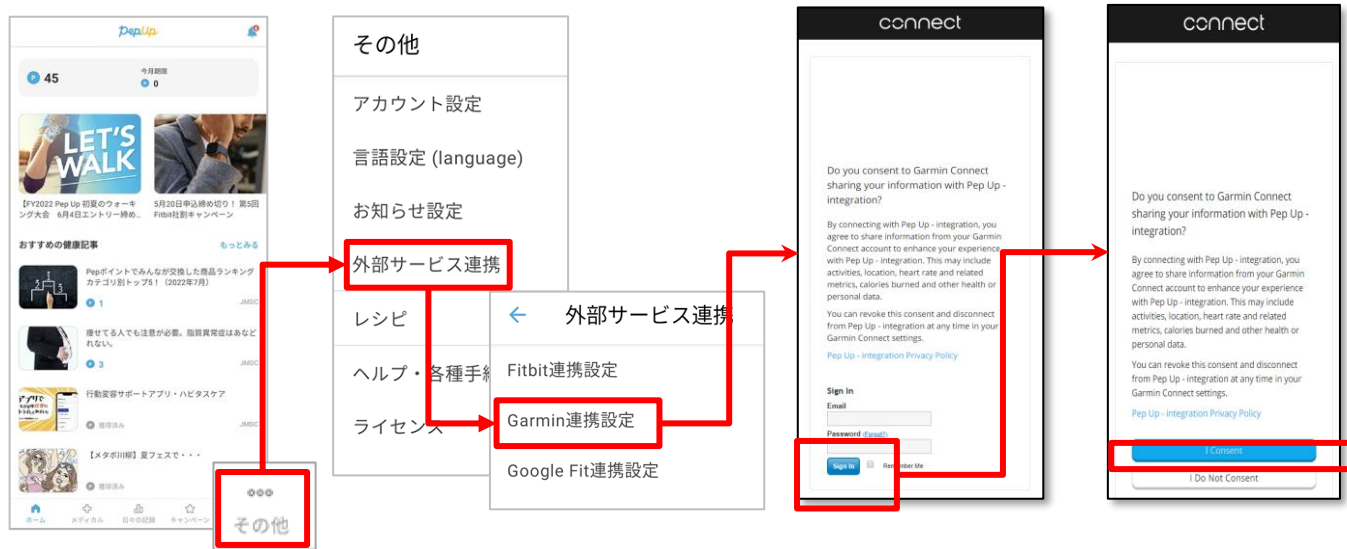 PepUp
P 45
今月期限
P 0
LET'S
WALK
【FY2022 Pep Up 初夏のウォーキ
ング大会 6月4日エントリー締め…
5月20日申込締め切り! 第5回
Fitbit社割キャンペーン
おすすめの健康記事
もっとみる
Pepポイントでみんなが交換した商品ランキング
カテゴリ別トップ5!(2022年7月)
P 1
JMDC
痩せてる人でも注意が必要。脂質異常症はあなど
れない。
P 3
JMDC
行動変容サポートアプリ・ハビタスケア
P 獲得済み
JMDC
【メタボ川柳】夏フェスで・・・
P 獲得済み
ホーム
メディカル
日々の記録
キャンペーン
その他
その他
アカウント設定
言語設定 (language)
お知らせ設定
外部サービス連携
レシピ
ヘルプ・各種手続
ライセンス
← 外部サービス連携
Fitbit連携設定
Garmin連携設定
Google Fit連携設定
connect
Do you consent to Garmin Connect
sharing your information with Pep Up -
integration?
By connecting with Pep Up - integration, you
agree to share information from your Garmin
Connect account to enhance your experience
with Pep Up - integration. This may include
activities, location, heart rate and related
metrics, calories burned and other health or
personal data.
You can revoke this consent and disconnect
from Pep Up - integration at any time in your
Garmin Connect settings.
Pep Up - integration Privacy Policy
Sign In
Email
Password (Forgot?)
Sign In
Remember Me
connect
Do you consent to Garmin Connect
sharing your information with Pep Up -
integration?
By connecting with Pep Up - integration, you
agree to share information from your Garmin
Connect account to enhance your experience
with Pep Up - integration. This may include
activities, location, heart rate and related
metrics, calories burned and other health or
personal data.
You can revoke this consent and disconnect
from Pep Up - integration at any time in your
Garmin Connect settings.
Pep Up - integration Privacy Policy
I Consent
I Do Not Consent